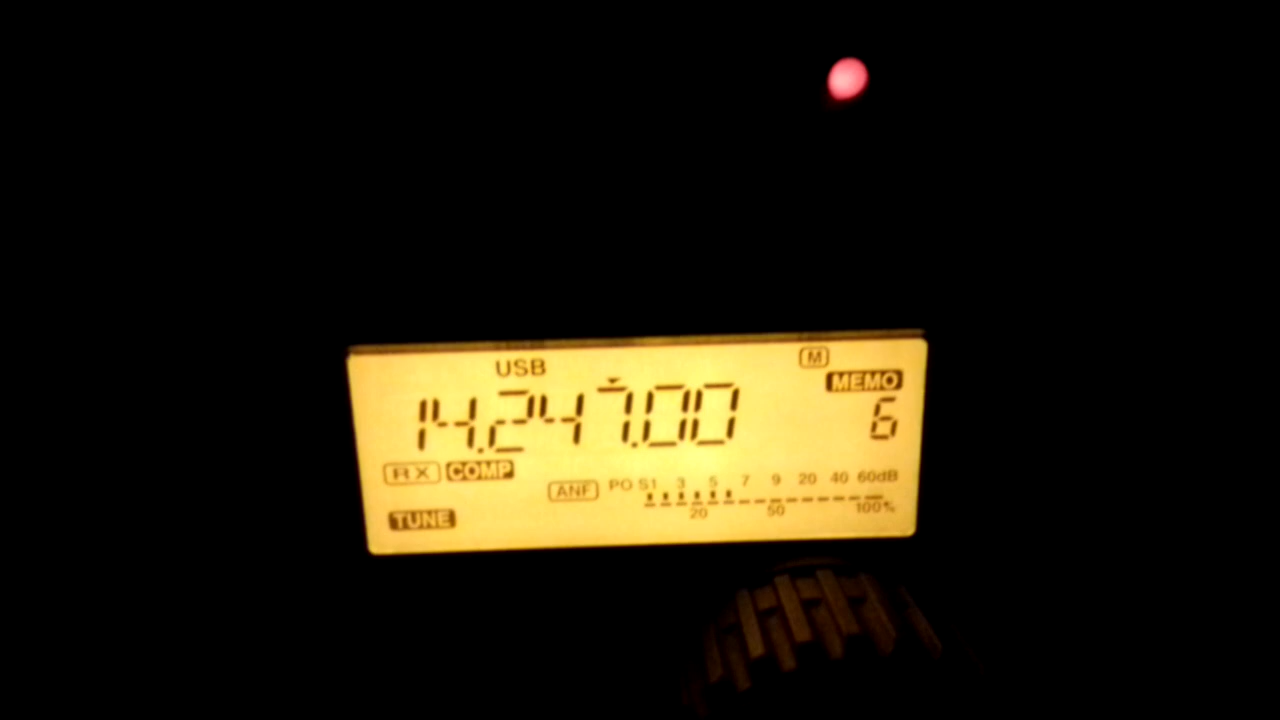 USB M
MEMO
14.247.00 6
RX COMP
ANF PO S1 3 5 7 9 20 40 60dB
TUNE 20 50 100%